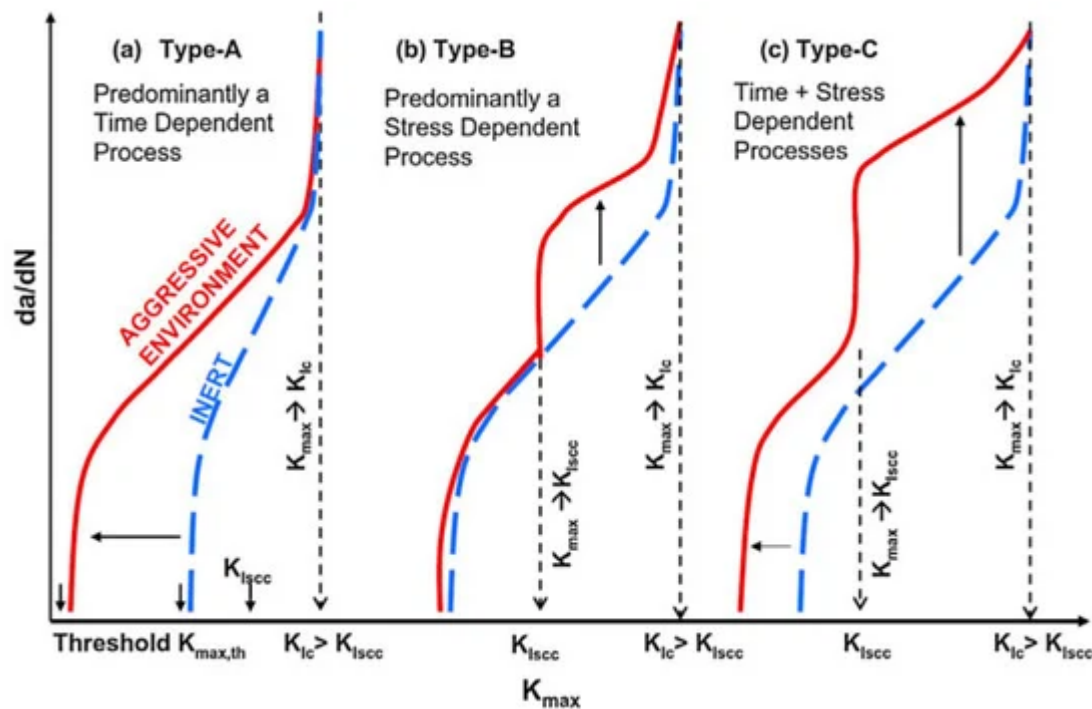 (a) Type-A
Predominantly a
Time Dependent
Process
AGGRESSIVE
ENVIRONMENT
INERT
Kmax → KIc
KIscc
(b) Type-B
Predominantly a
Stress Dependent
Process
Kmax → KIscc
Kmax → KIc
(c) Type-C
Time + Stress
Dependent
Processes
Kmax → KIscc
Kmax → KIc
da/dN
Threshold Kmax,th
KIc > KIscc
KIscc
KIc > KIscc
KIscc
KIc > KIscc
Kmax